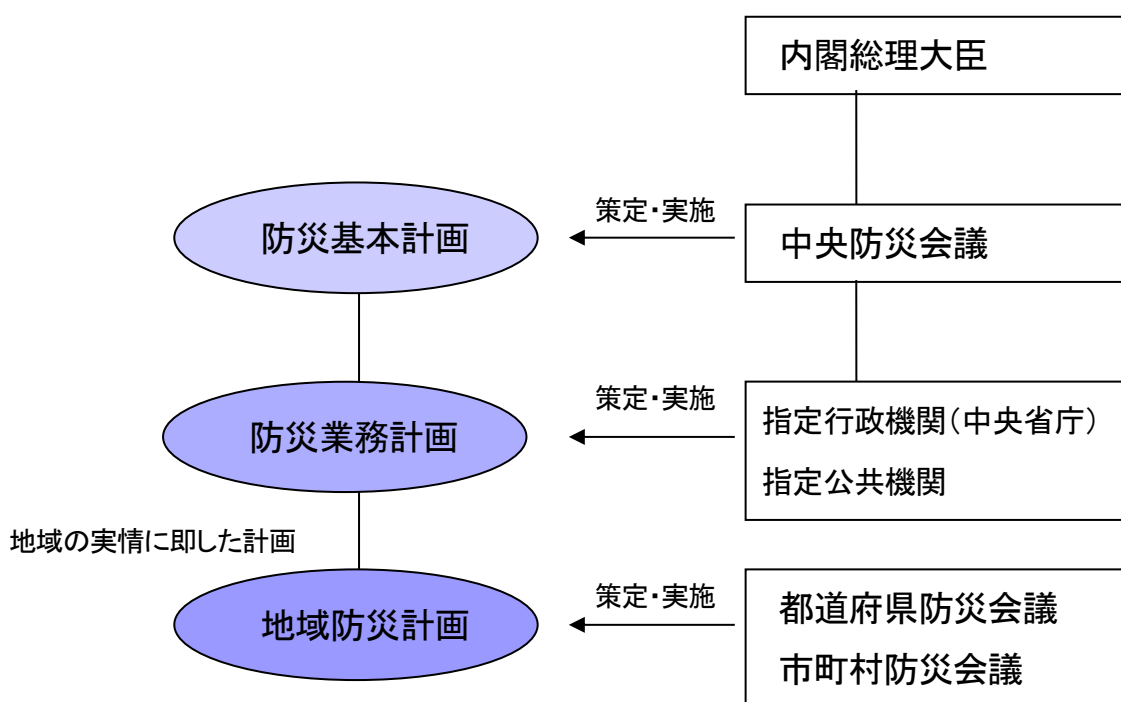 内閣総理大臣
防災基本計画
策定・実施
中央防災会議
防災業務計画
策定・実施
指定行政機関（中央省庁）
指定公共機関
地域の実情に即した計画
地域防災計画
策定・実施
都道府県防災会議
市町村防災会議